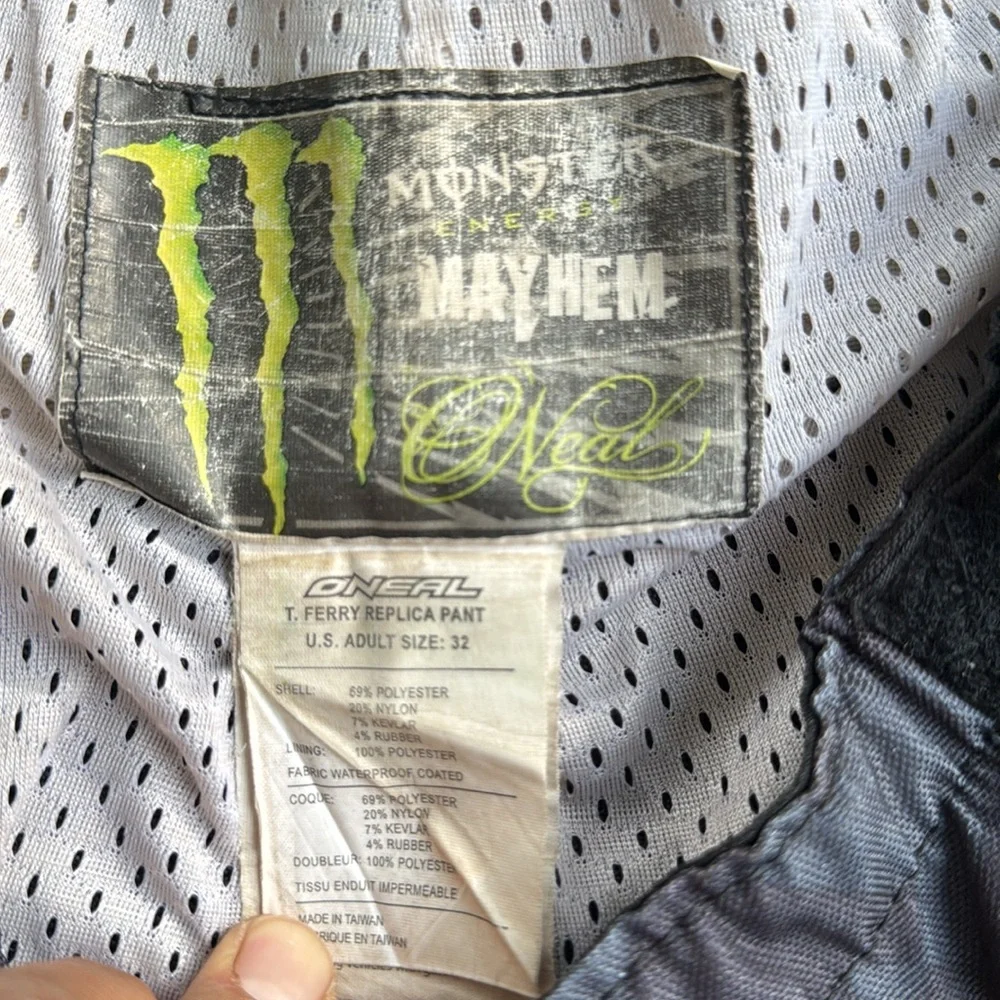 MONSTER
ENERGY
MAYHEM
O'Neal
ONEAL
T. FERRY REPLICA PANT
U.S. ADULT SIZE: 32
SHELL: 69% POLYESTER
20% NYLON
7% KEVLAR
4% RUBBER
LINING: 100% POLYESTER
FABRIC WATERPROOF COATED
COQUE: 69% POLYESTER
20% NYLON
7% KEVLAR
4% RUBBER
DOUBLEUR: 100% POLYESTE
TISSU ENDUIT IMPERMEABLE
MADE IN TAIWAN
RIQUE EN TAIWAN